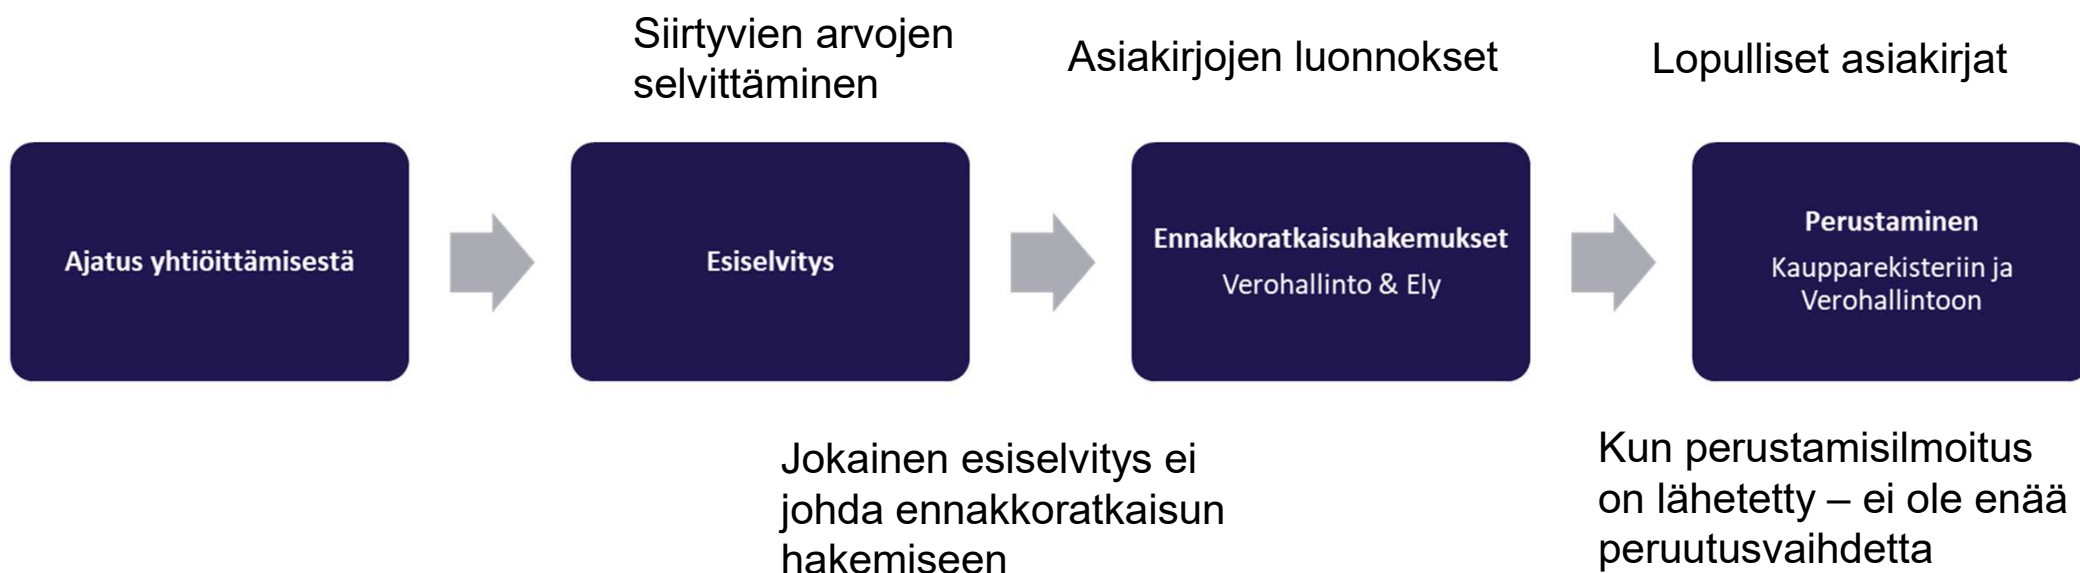 Siirtyvien arvojen
selvittäminen
Asiakirjojen luonnokset
Lopulliset asiakirjat
Ajatus yhtiöittämisestä
Esiselvitys
Ennakkoratkaisuhakemukset
Verohallinto & Ely
Perustaminen
Kaupparekisteriin ja
Verohallintoon
Jokainen esiselvitys ei
johda ennakkoratkaisun
hakemiseen
Kun perustamisilmoitus
on lähetetty – ei ole enää
peruutusvaihdetta